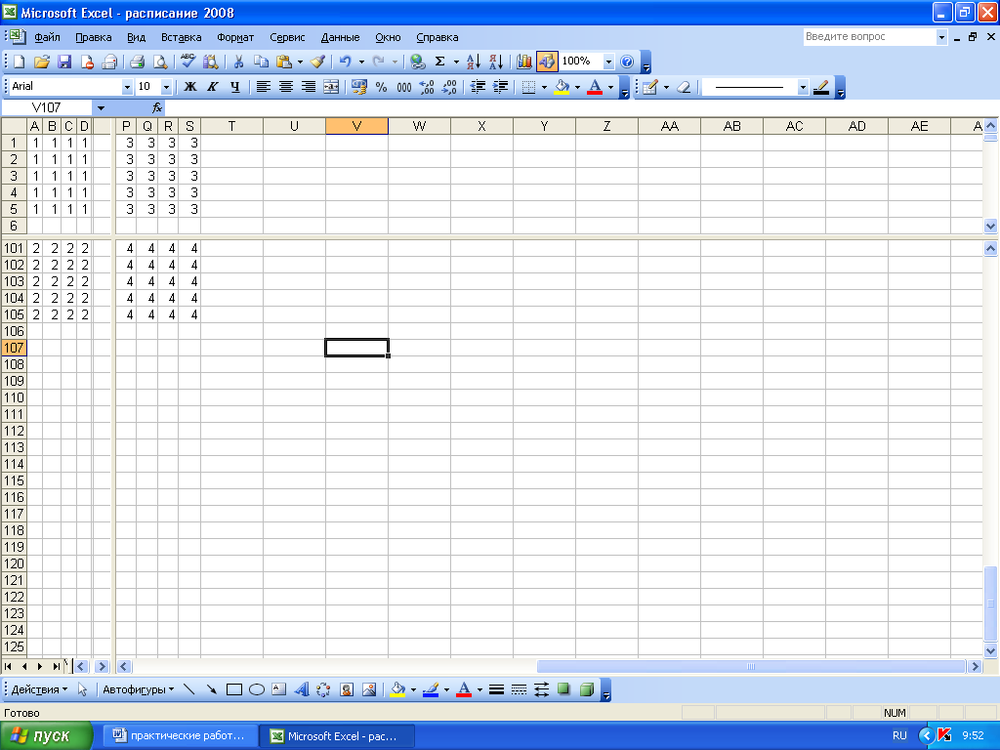 Microsoft Excel - расписание 2008
Файл Правка Вид Вставка Формат Сервис Данные Окно Справка Введите вопрос
100%
Arial 10 Ж К Ч % 000
V107 fx
A B C D P Q R S T U V W X Y Z AA AB AC AD AE A
1 1 1 1 1 3 3 3 3
2 1 1 1 1 3 3 3 3
3 1 1 1 1 3 3 3 3
4 1 1 1 1 3 3 3 3
5 1 1 1 1 3 3 3 3
6
101 2 2 2 2 4 4 4 4
102 2 2 2 2 4 4 4 4
103 2 2 2 2 4 4 4 4
104 2 2 2 2 4 4 4 4
105 2 2 2 2 4 4 4 4
106
107
108
109
110
111
112
113
114
115
116
117
118
119
120
121
122
123
124
125
Действия Автофигуры
Готово NUM
пуск практические работ... Microsoft Excel - рас... RU 9:52